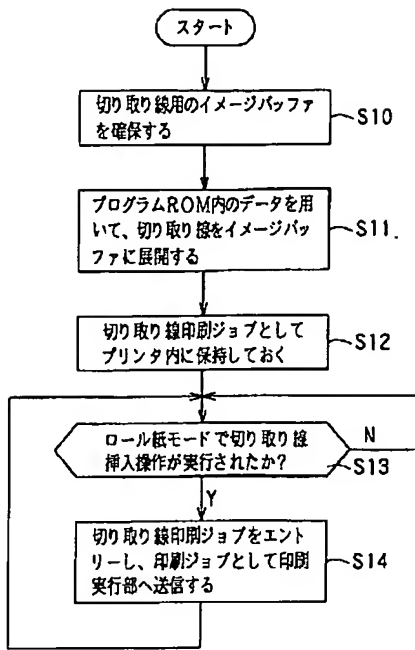 スタート
切り取り線用のイメージバッファ
を確保する
S10
プログラムROM内のデータを用
いて、切り取り線をイメージバッ
ファに展開する
S11
切り取り線印刷ジョブとして
プリンタ内に保持しておく
S12
ロール紙モードで切り取り線
挿入操作が実行されたか?
N
S13
Y
切り取り線印刷ジョブをエント
リーし、印刷ジョブとして印刷
実行部へ送信する
S14